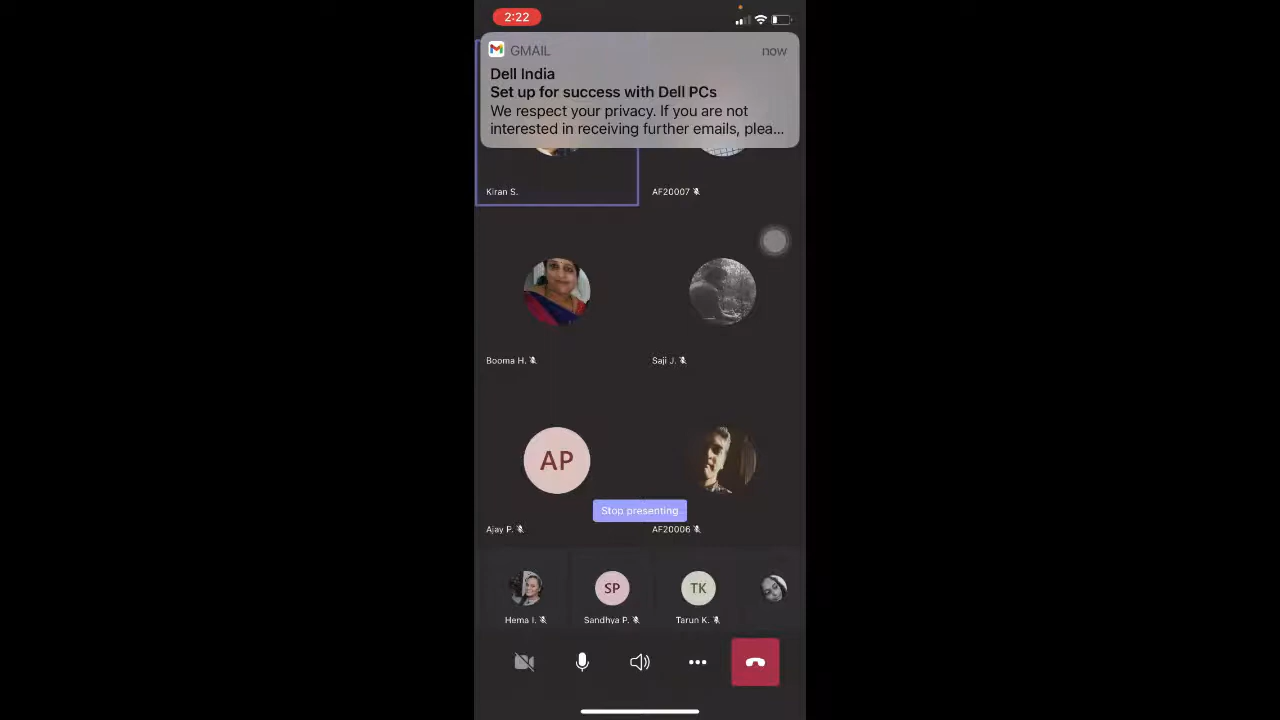 2:22
GMAIL now
Dell India
Set up for success with Dell PCs
We respect your privacy. If you are not
interested in receiving further emails, plea...
Kiran S. AF20007
Booma H. Saji J.
AP
Stop presenting
Ajay P. AF20006
SP TK
Hema I. Sandhya P. Tarun K.